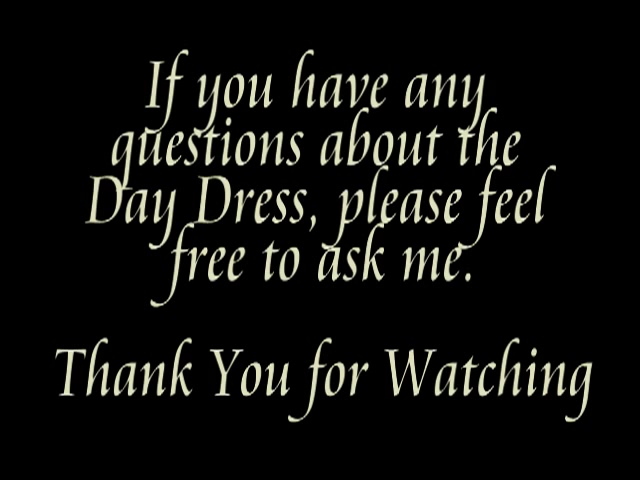 If you have any
questions about the
Day Dress, please feel
free to ask me.
Thank You for Watching